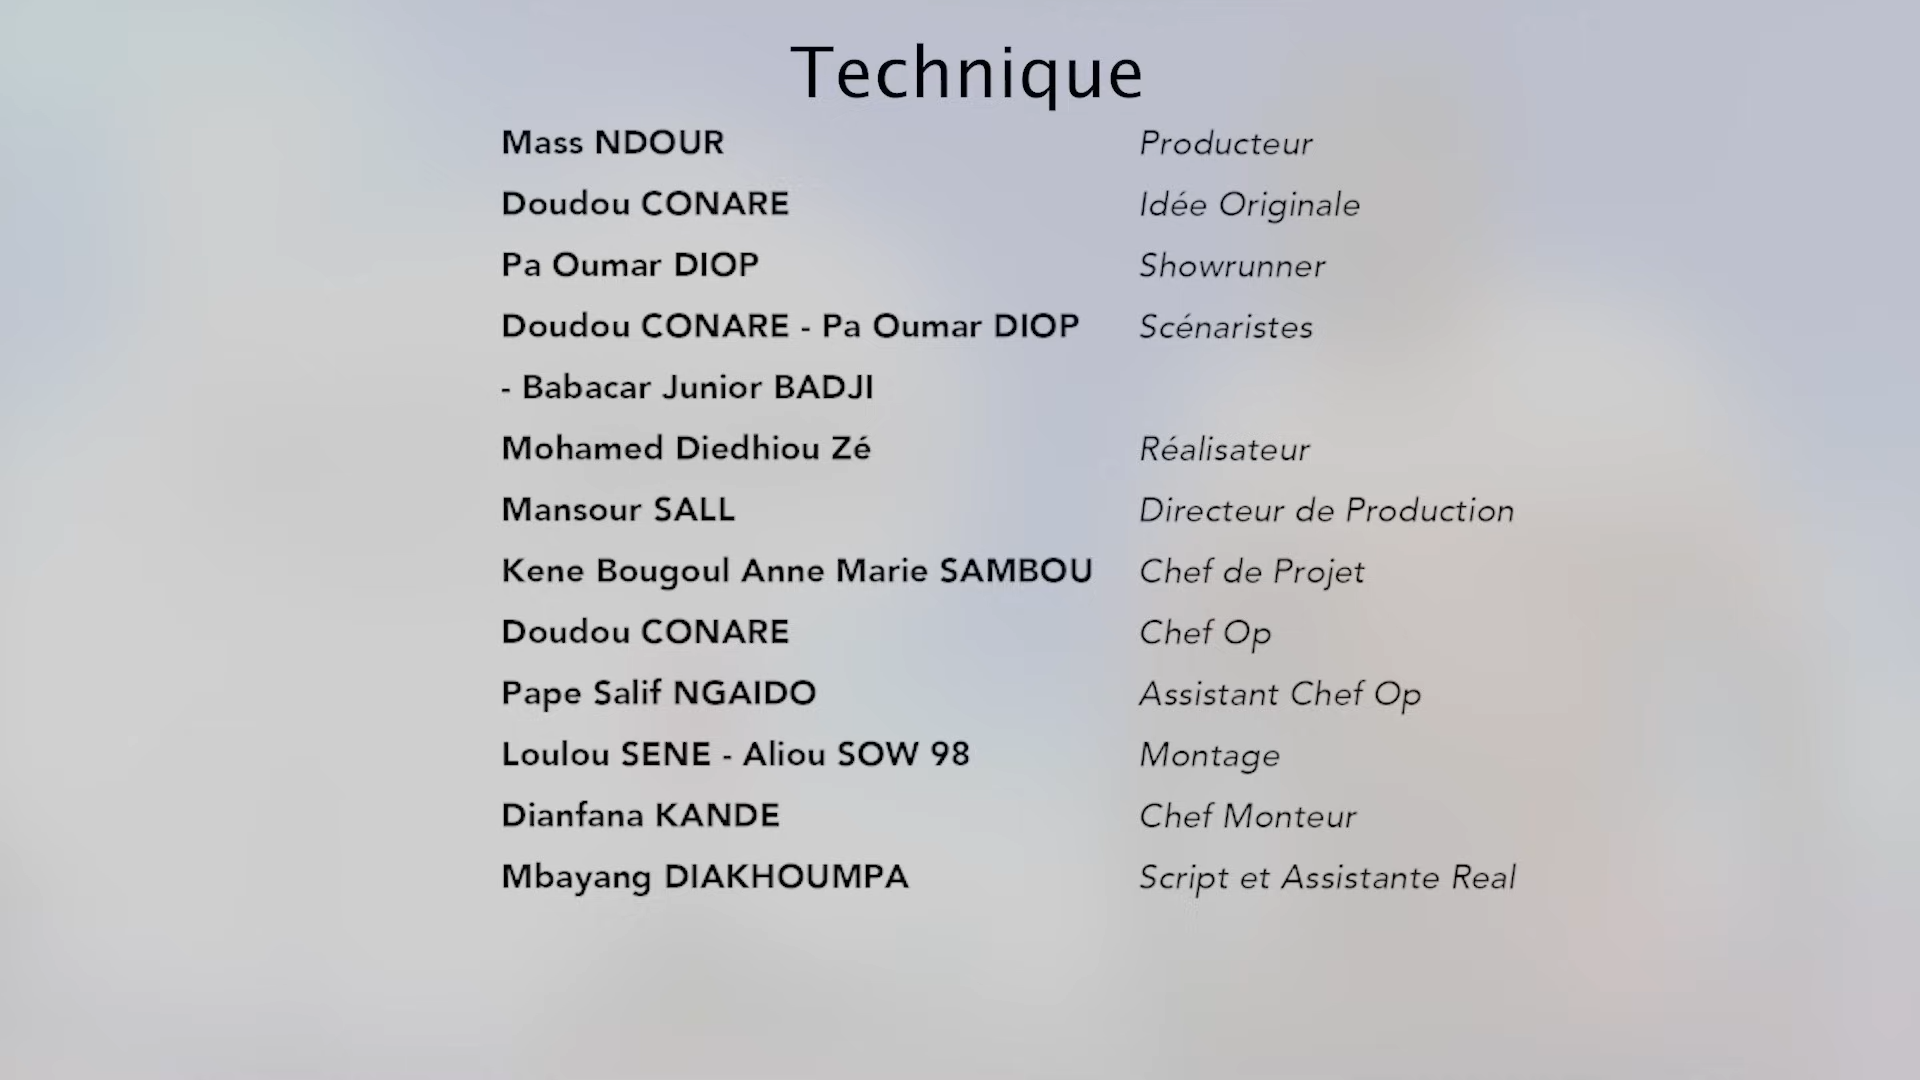 Technique
Mass NDOUR Producteur
Doudou CONARE Idée Originale
Pa Oumar DIOP Showrunner
Doudou CONARE - Pa Oumar DIOP Scénaristes
- Babacar Junior BADJI
Mohamed Diedhiou Zé Réalisateur
Mansour SALL Directeur de Production
Kene Bougoul Anne Marie SAMBOU Chef de Projet
Doudou CONARE Chef Op
Pape Salif NGAIDO Assistant Chef Op
Loulou SENE - Aliou SOW 98 Montage
Dianfana KANDE Chef Monteur
Mbayang DIAKHOUMPA Script et Assistante Real